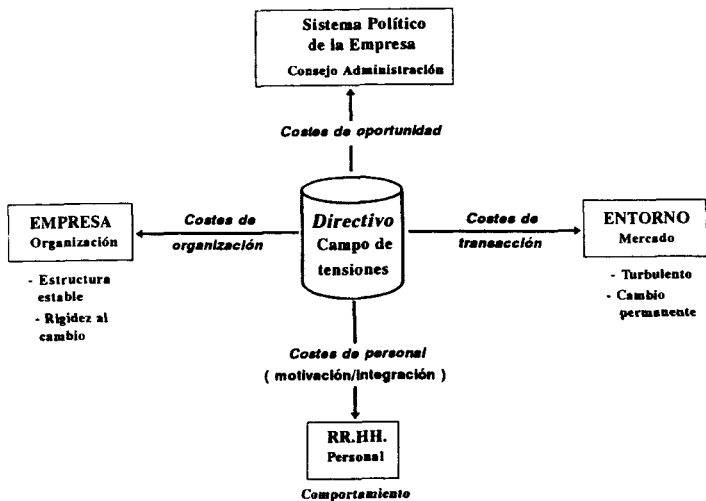 Sistema Político
de la Empresa
Consejo Administración
Costes de oportunidad
EMPRESA
Organización
- Estructura
estable
- Rigidez al
cambio
Costes de
organización
Directivo
Campo de
tensiones
Costes de
transacción
ENTORNO
Mercado
- Turbulento
- Cambio
permanente
Costes de personal
( motivación/integración )
RR.HH.
Personal
Comportamiento